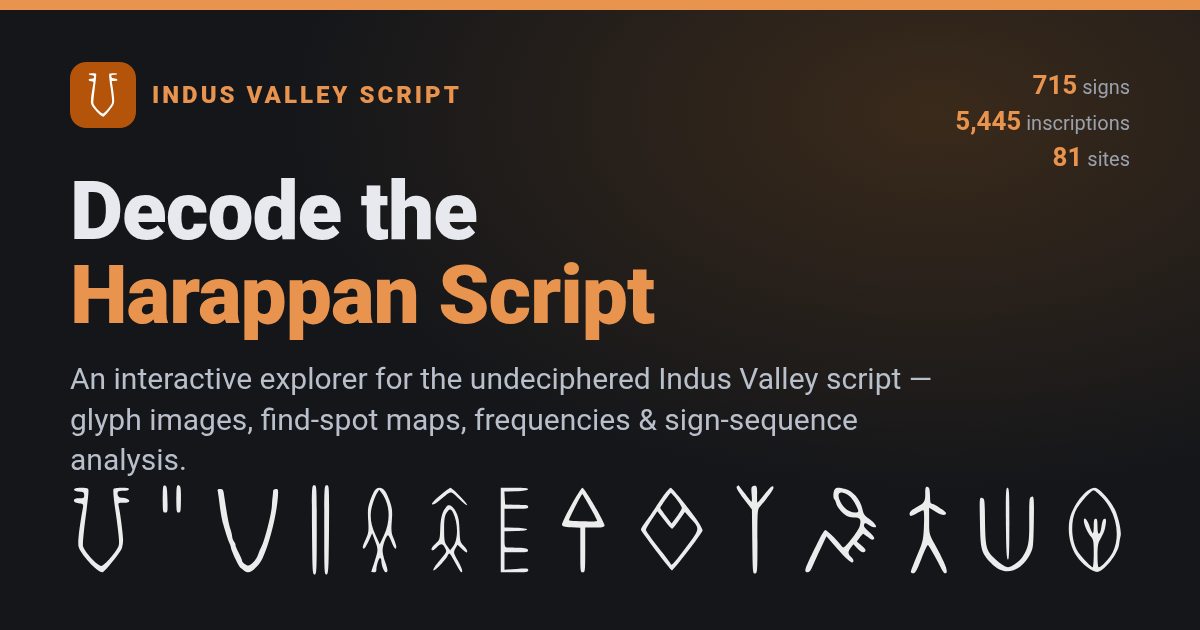 INDUS VALLEY SCRIPT
715 signs
5,445 inscriptions
81 sites
Decode the
Harappan Script
An interactive explorer for the undeciphered Indus Valley script —
glyph images, find-spot maps, frequencies & sign-sequence
analysis.